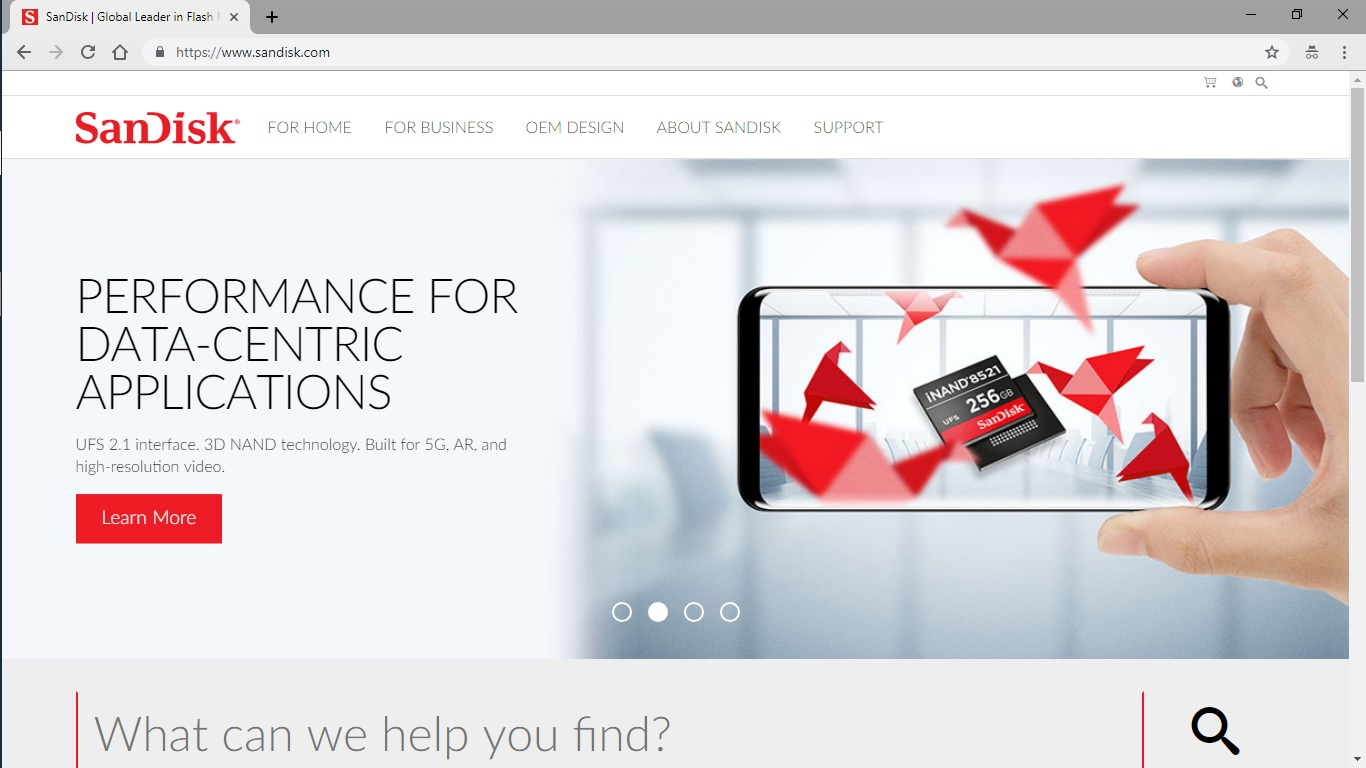 SanDisk | Global Leader in Flash
https://www.sandisk.com
SanDisk®
FOR HOME
FOR BUSINESS
OEM DESIGN
ABOUT SANDISK
SUPPORT
PERFORMANCE FOR
DATA-CENTRIC
APPLICATIONS
UFS 2.1 interface. 3D NAND technology. Built for 5G, AR, and
high-resolution video.
Learn More
iNAND®8521
256GB
UFS SanDisk
What can we help you find?